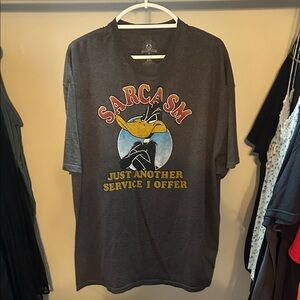 SARCASM
JUST ANOTHER
SERVICE I OFFER